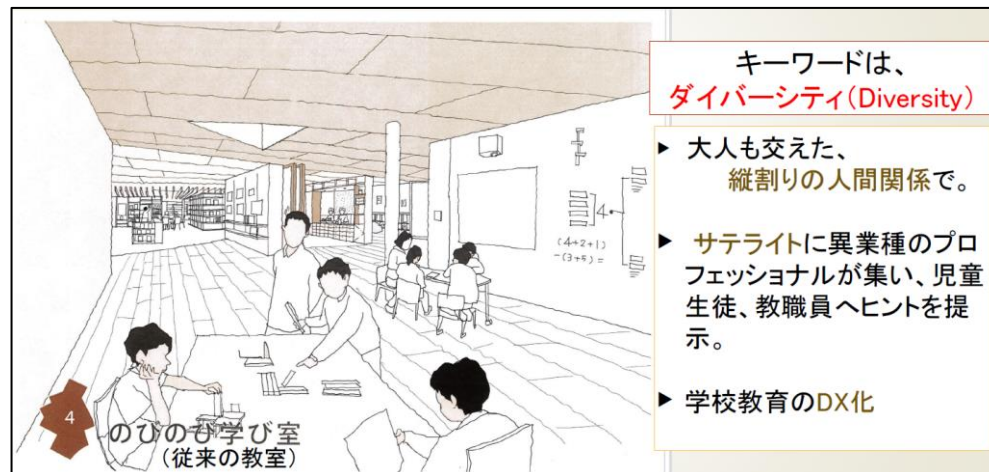 キーワードは、
ダイバーシティ(Diversity)
▶ 大人も交えた、
縦割りの人間関係で。
▶ サテライトに異業種のプロ
フェッショナルが集い、児童
生徒、教職員へヒントを提
示。
▶ 学校教育のDX化
4
(4+2+1)
-(3+5)=
4
のびのび学び室
(従来の教室)